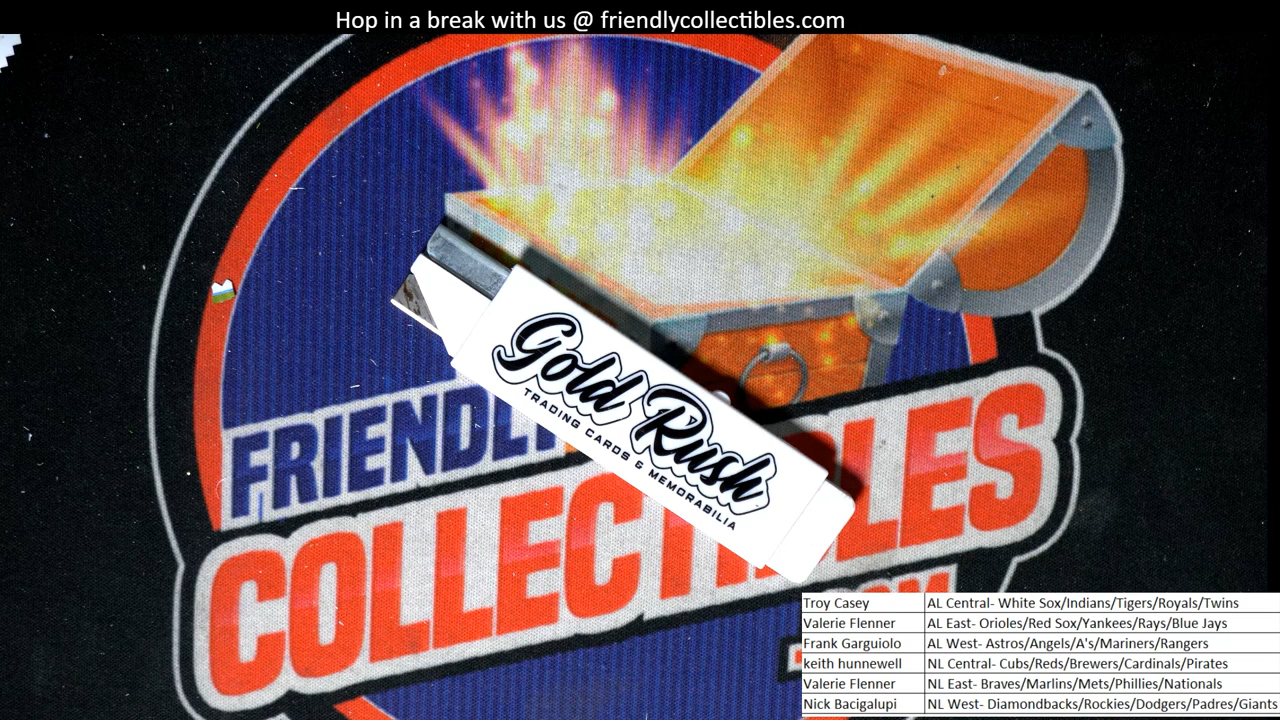 Hop in a break with us @ friendlycollectibles.com
FRIENDLY
COLLECTIBLES
Gold Rush
TRADING CARDS & MEMORABILIA
Troy Casey AL Central- White Sox/Indians/Tigers/Royals/Twins
Valerie Flenner AL East- Orioles/Red Sox/Yankees/Rays/Blue Jays
Frank Garguiolo AL West- Astros/Angels/A's/Mariners/Rangers
keith hunnewell NL Central- Cubs/Reds/Brewers/Cardinals/Pirates
Valerie Flenner NL East- Braves/Marlins/Mets/Phillies/Nationals
Nick Bacigalupi NL West- Diamondbacks/Rockies/Dodgers/Padres/Giants